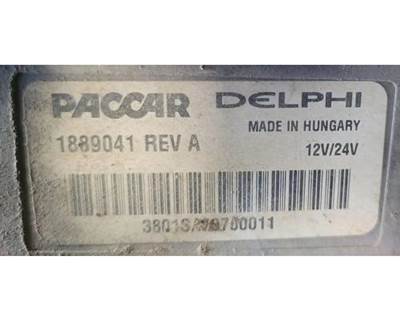 PACCAR DELPHI
1889041 REV A MADE IN HUNGARY
12V/24V